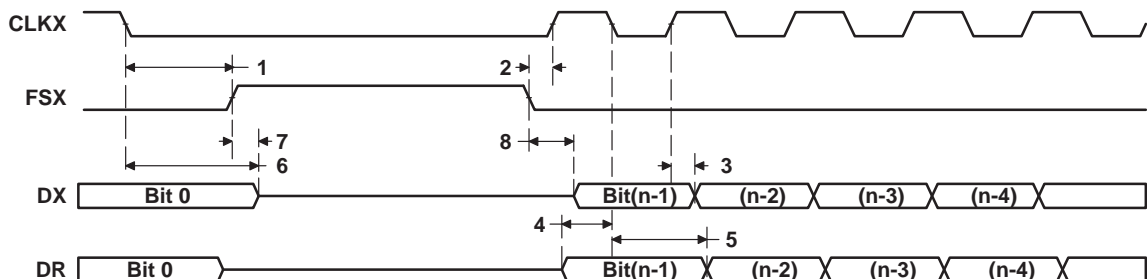 CLKX
1
2
FSX
7
8
6
3
DX
Bit 0
Bit(n-1)
(n-2)
(n-3)
(n-4)
4
5
DR
Bit 0
Bit(n-1)
(n-2)
(n-3)
(n-4)